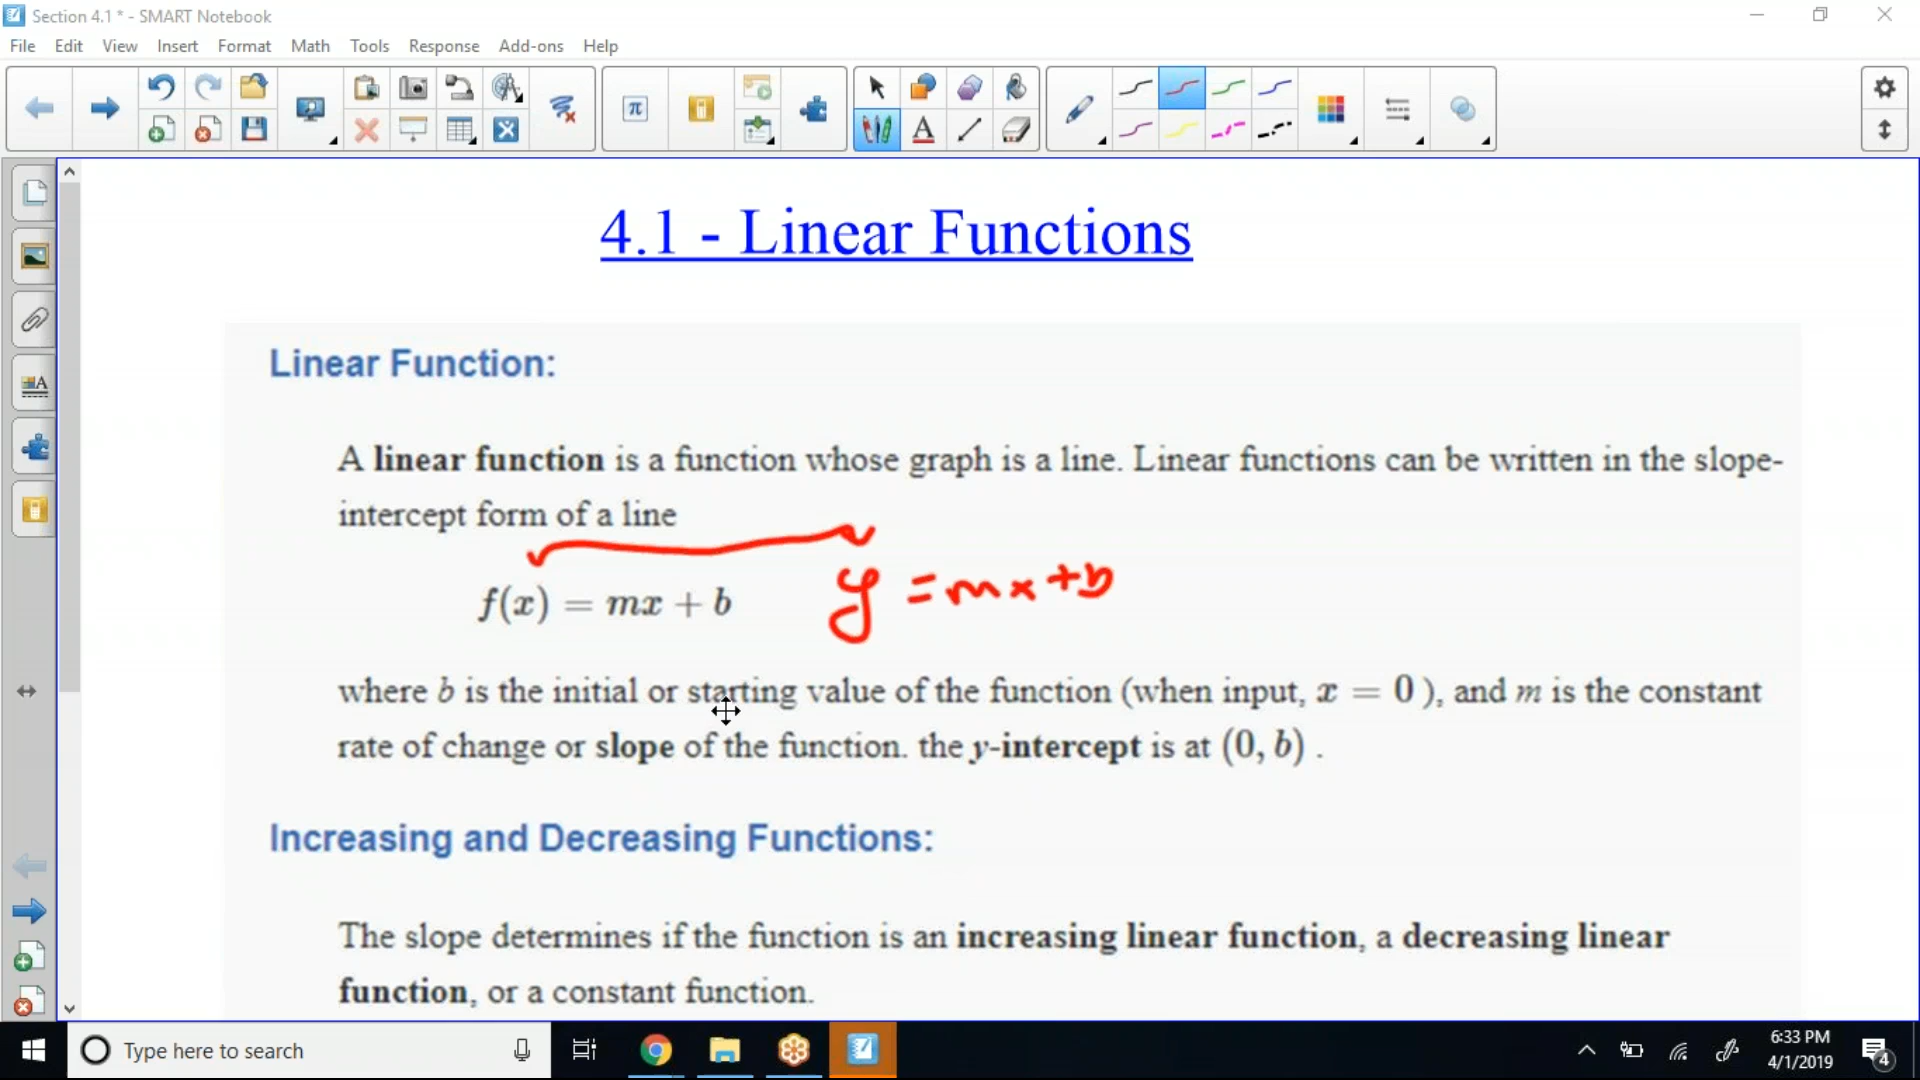 Section 4.1 * - SMART Notebook
File Edit View Insert Format Math Tools Response Add-ons Help
4.1 - Linear Functions
Linear Function:
A linear function is a function whose graph is a line. Linear functions can be written in the slope-
intercept form of a line
f(x) = mx + b y = mx+b
where b is the initial or starting value of the function (when input, x = 0 ), and m is the constant
rate of change or slope of the function. the y-intercept is at (0, b) .
Increasing and Decreasing Functions:
The slope determines if the function is an increasing linear function, a decreasing linear
function, or a constant function.
Type here to search
6:33 PM
4/1/2019
4